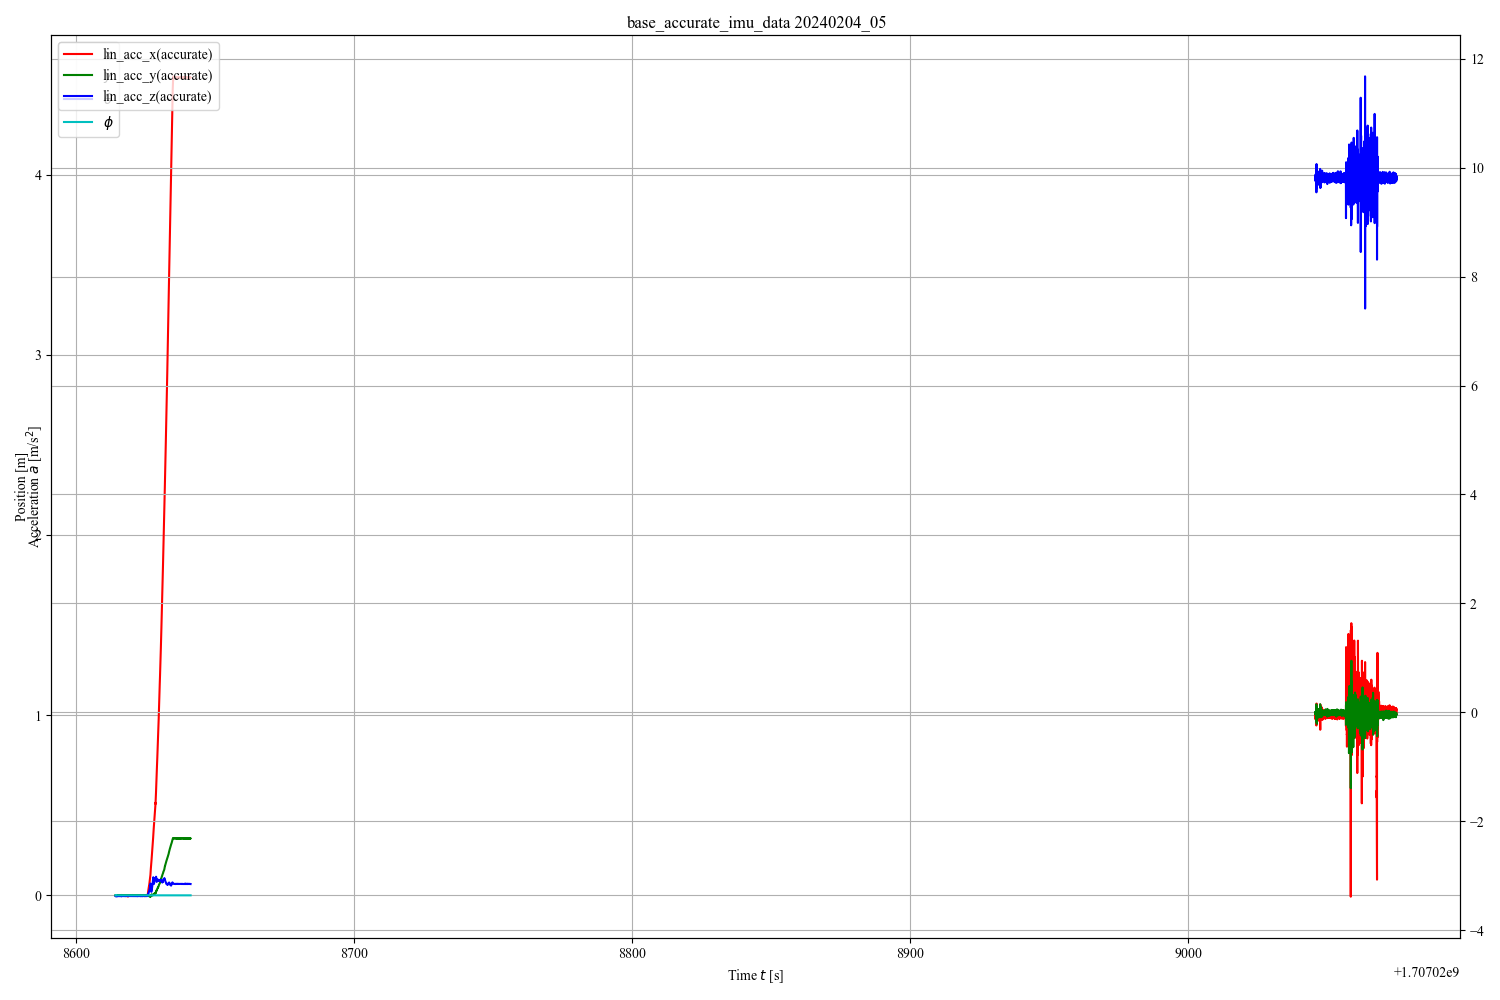 base_accurate_imu_data 20240204_05
lin_acc_x(accurate)
lin_acc_y(accurate)
lin_acc_z(accurate)
ϕ
4
3
2
1
0
Position [m]
Acceleration a [m/s²]
12
10
8
6
4
2
0
−2
−4
8600
8700
8800
8900
9000
Time t [s]
+1.70702e9